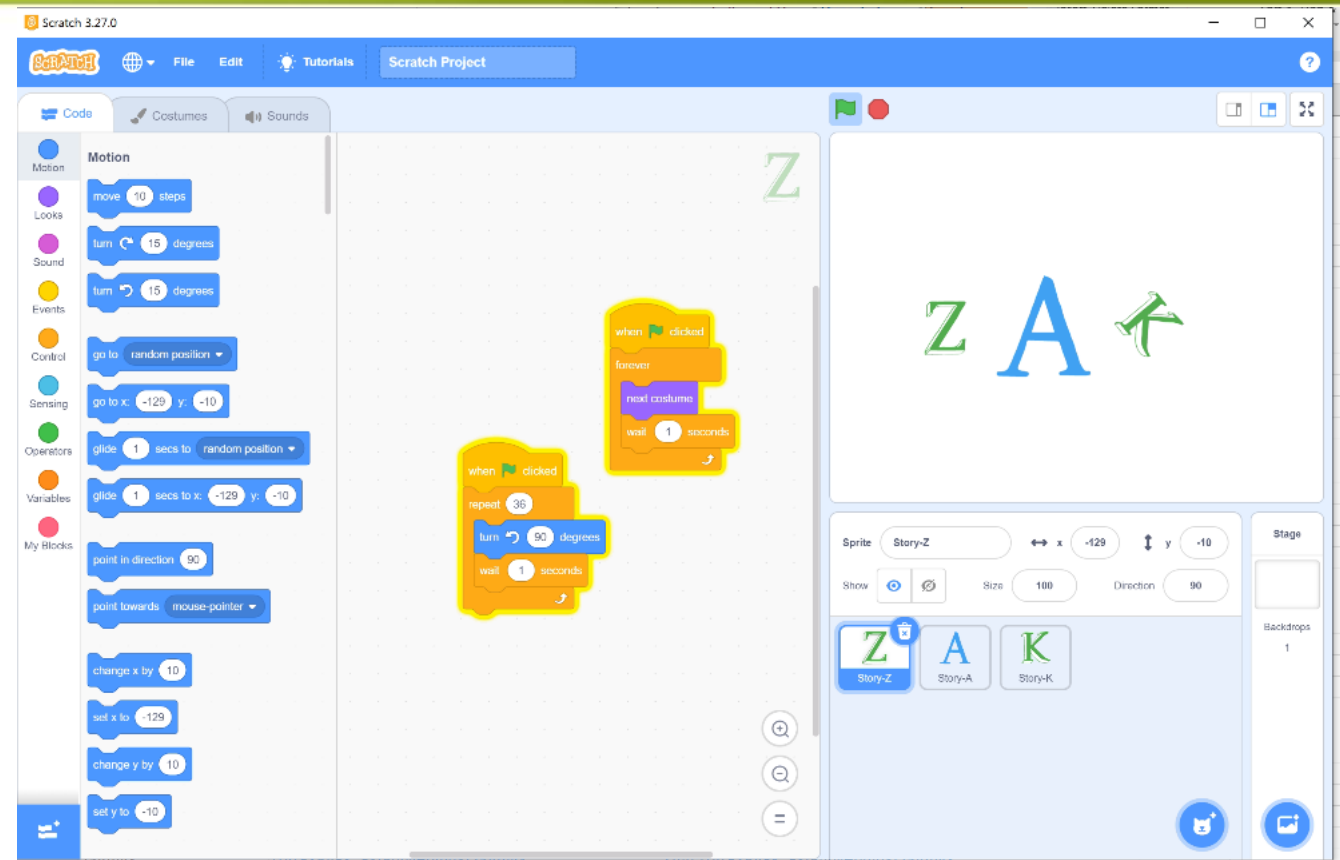 Scratch 3.27.0
SCRATCH File Edit Tutorials Scratch Project ?
Code Costumes Sounds
Motion
Looks
Sound
Events
Control
Sensing
Operators
Variables
My Blocks
Motion
move 10 steps
turn 15 degrees
turn 15 degrees
go to random position
go to x: -129 y: -10
glide 1 secs to random position
glide 1 secs to x: -129 y: -10
point in direction 90
point towards mouse-pointer
change x by 10
set x to -129
change y by 10
set y to -10
Z
when clicked
forever
next costume
wait 1 seconds
when clicked
repeat 36
turn 90 degrees
wait 1 seconds
Z A K
Sprite Story-Z x -129 y -10
Show Size 100 Direction 90
Z A K
Story-Z Story-A Story-K
Stage
Backdrops
1